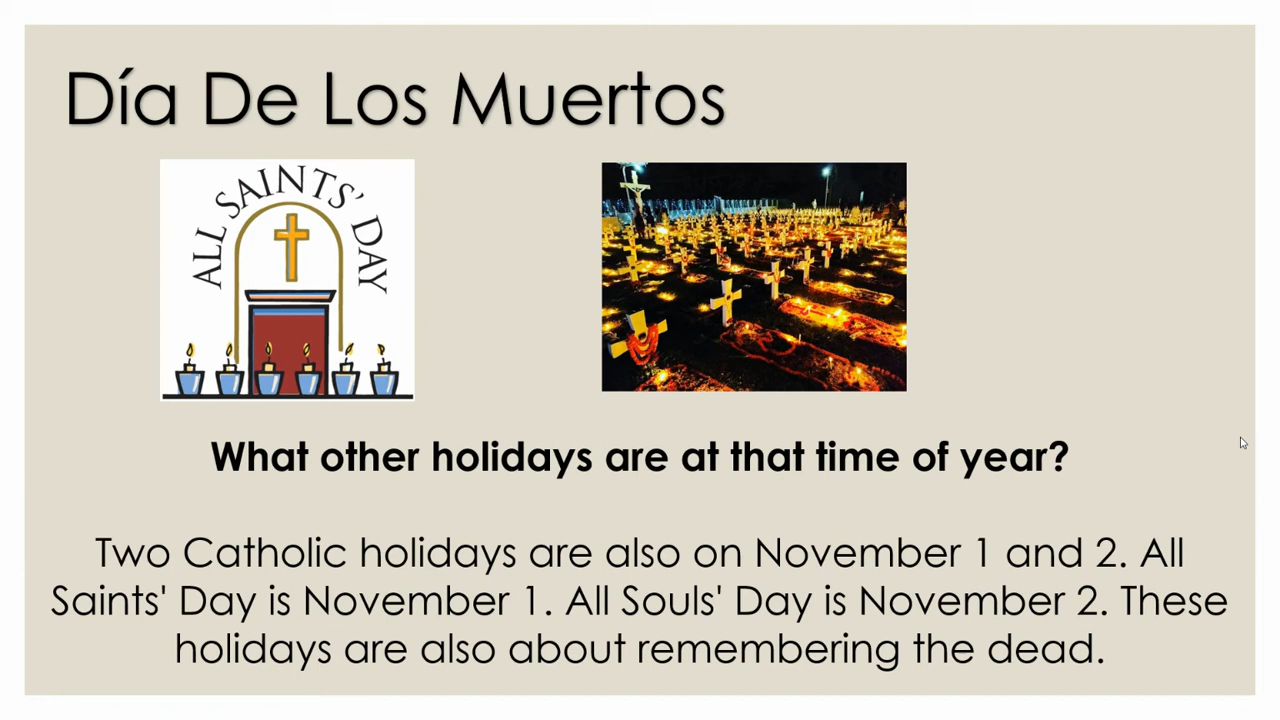 Día De Los Muertos
ALL SAINTS' DAY
What other holidays are at that time of year?
Two Catholic holidays are also on November 1 and 2. All
Saints' Day is November 1. All Souls' Day is November 2. These
holidays are also about remembering the dead.